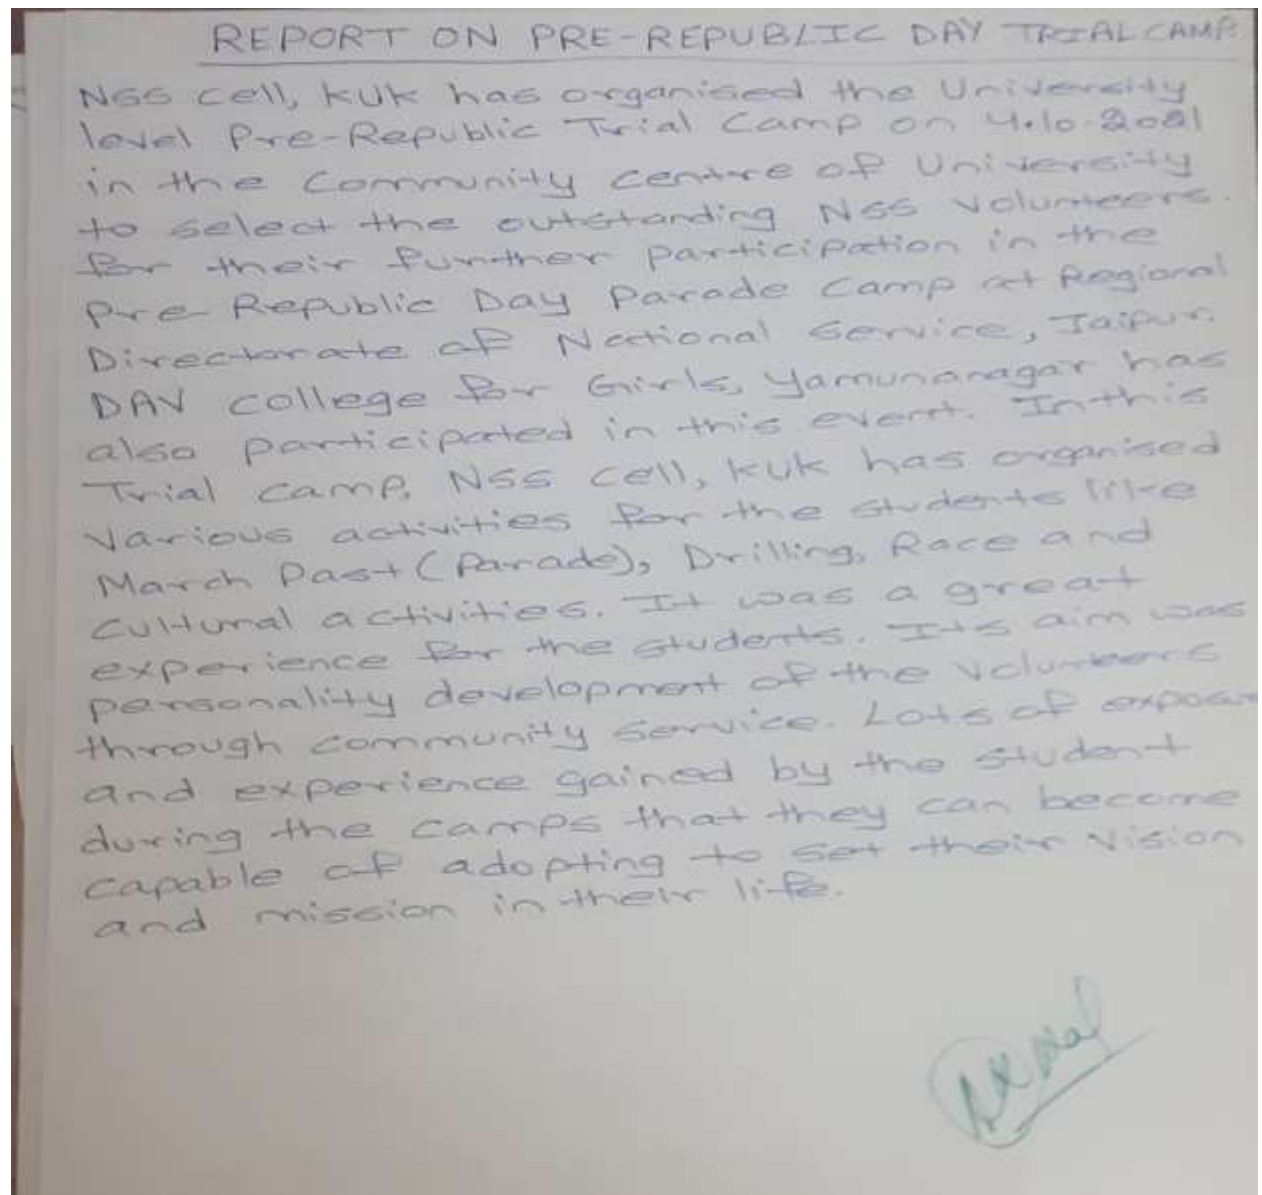 REPORT ON PRE-REPUBLIC DAY TRIAL CAMP
NSS cell, KUK has organised the University
level Pre-Republic Trial Camp on 4.10.2021
in the Community centre of University
to select the outstanding NSS Volunteers.
for their further participation in the
Pre Republic Day Parade Camp at Regional
Directorate of National Service, Jaipur.
DAV college for Girls, Yamunanagar has
also participated in this event. In this
Trial camp, NSS cell, KUK has organised
various activities for the students like
March Past (Parade), Drilling, Race and
cultural activities. It was a great
experience for the students. Its aim was
personality development of the volunteers
through community service. Lots of exposur
and experience gained by the student
during the camps that they can become
capable of adopting to set their vision
and mission in their life.